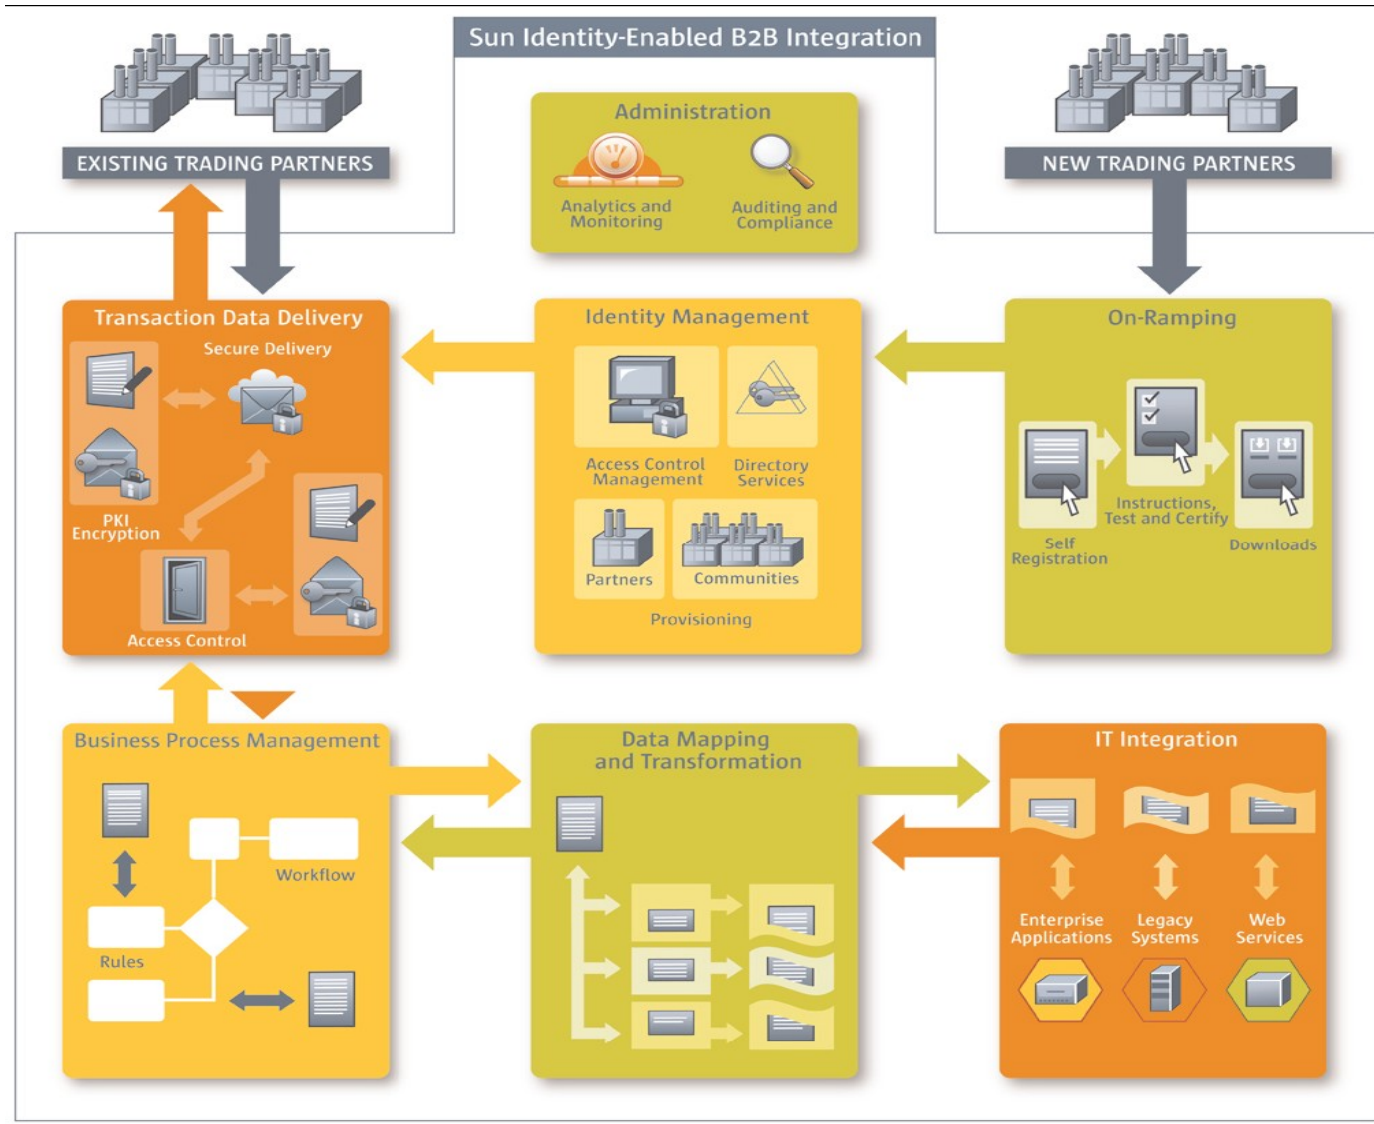 Sun Identity-Enabled B2B Integration
EXISTING TRADING PARTNERS
Administration
Analytics and
Monitoring
Auditing and
Compliance
NEW TRADING PARTNERS
Transaction Data Delivery
Secure Delivery
PKI
Encryption
Access Control
Identity Management
Access Control
Management
Directory
Services
Partners
Communities
Provisioning
On-Ramping
Self
Registration
Instructions,
Test and Certify
Downloads
Business Process Management
Workflow
Rules
Data Mapping
and Transformation
IT Integration
Enterprise
Applications
Legacy
Systems
Web
Services